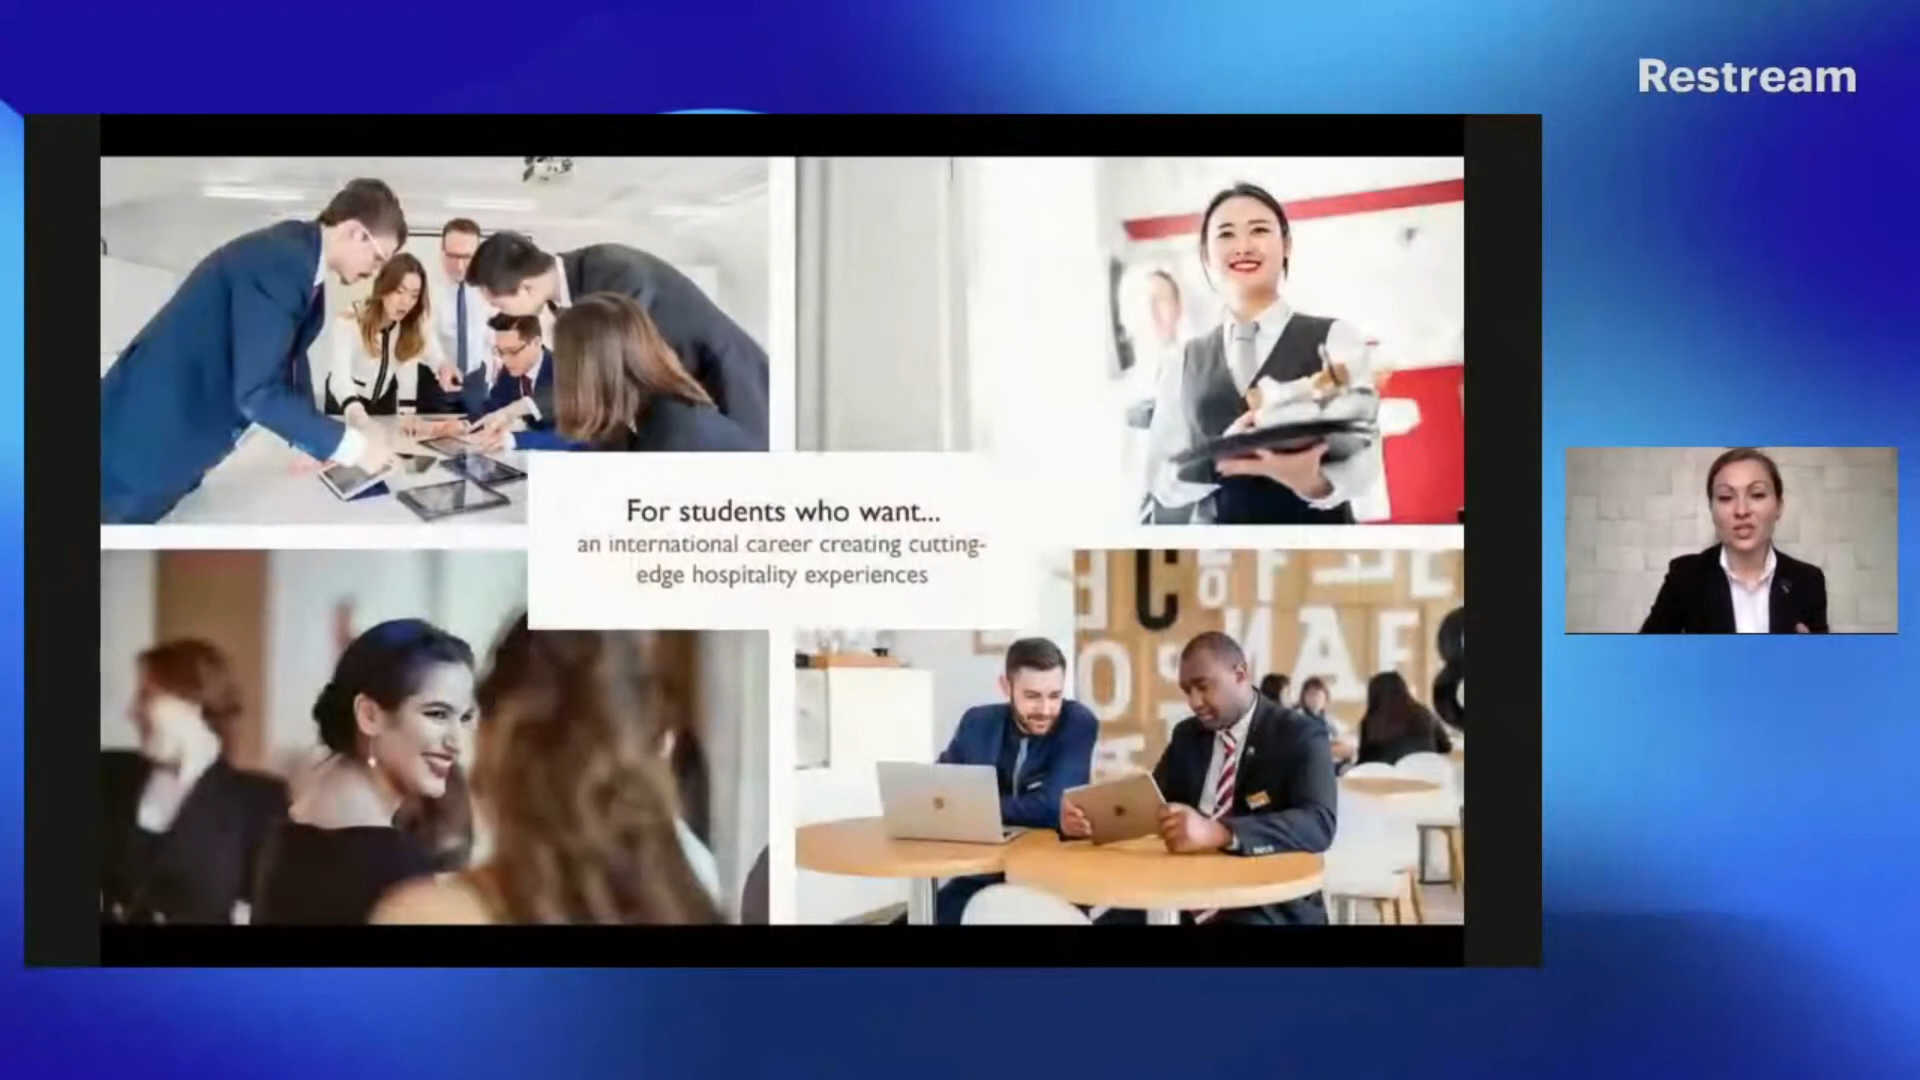 Restream
For students who want...
an international career creating cutting-
edge hospitality experiences